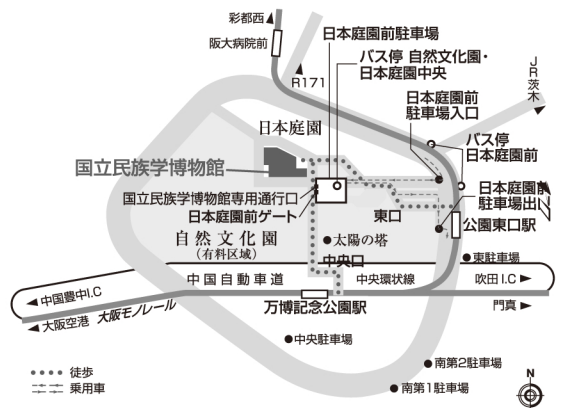 彩都西
阪大病院前
日本庭園前駐車場
バス停 自然文化園・
日本庭園中央
R171
JR茨木
日本庭園前
駐車場入口
日本庭園
バス停
日本庭園前
国立民族学博物館
国立民族学博物館専用通行口
日本庭園前ゲート
日本庭園前
駐車場出口
東口
公園東口駅
自然文化園
(有料区域)
太陽の塔
中央口
東駐車場
中国自動車道
中央環状線
吹田I.C
中国豊中I.C
万博記念公園駅
門真
大阪空港
大阪モノレール
中央駐車場
南第2駐車場
南第1駐車場
徒歩
乗用車
N